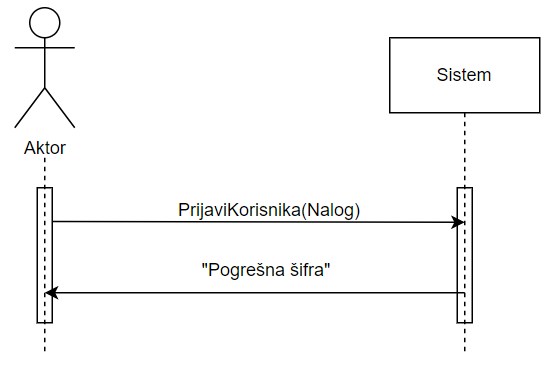 Sistem
Aktor
PrijaviKorisnika(Nalog)
"Pogrešna šifra"